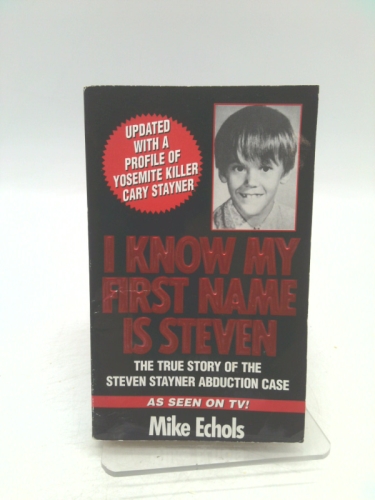 UPDATED
WITH A
PROFILE OF
YOSEMITE KILLER
CARY STAYNER
I KNOW MY
FIRST NAME
IS STEVEN
THE TRUE STORY OF THE
STEVEN STAYNER ABDUCTION CASE
AS SEEN ON TV!
Mike Echols